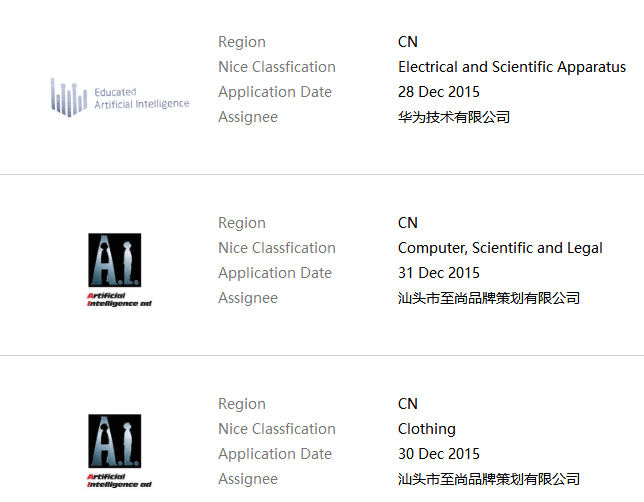 Region CN
Educated
Artificial Intelligence
Nice Classfication Electrical and Scientific Apparatus
Application Date 28 Dec 2015
Assignee 华为技术有限公司
Region CN
A.i.
Artificial
Intelligence ad
Nice Classfication Computer, Scientific and Legal
Application Date 31 Dec 2015
Assignee 汕头市至尚品牌策划有限公司
Region CN
A.i.
Artificial
Intelligence ad
Nice Classfication Clothing
Application Date 30 Dec 2015
Assignee 汕头市至尚品牌策划有限公司